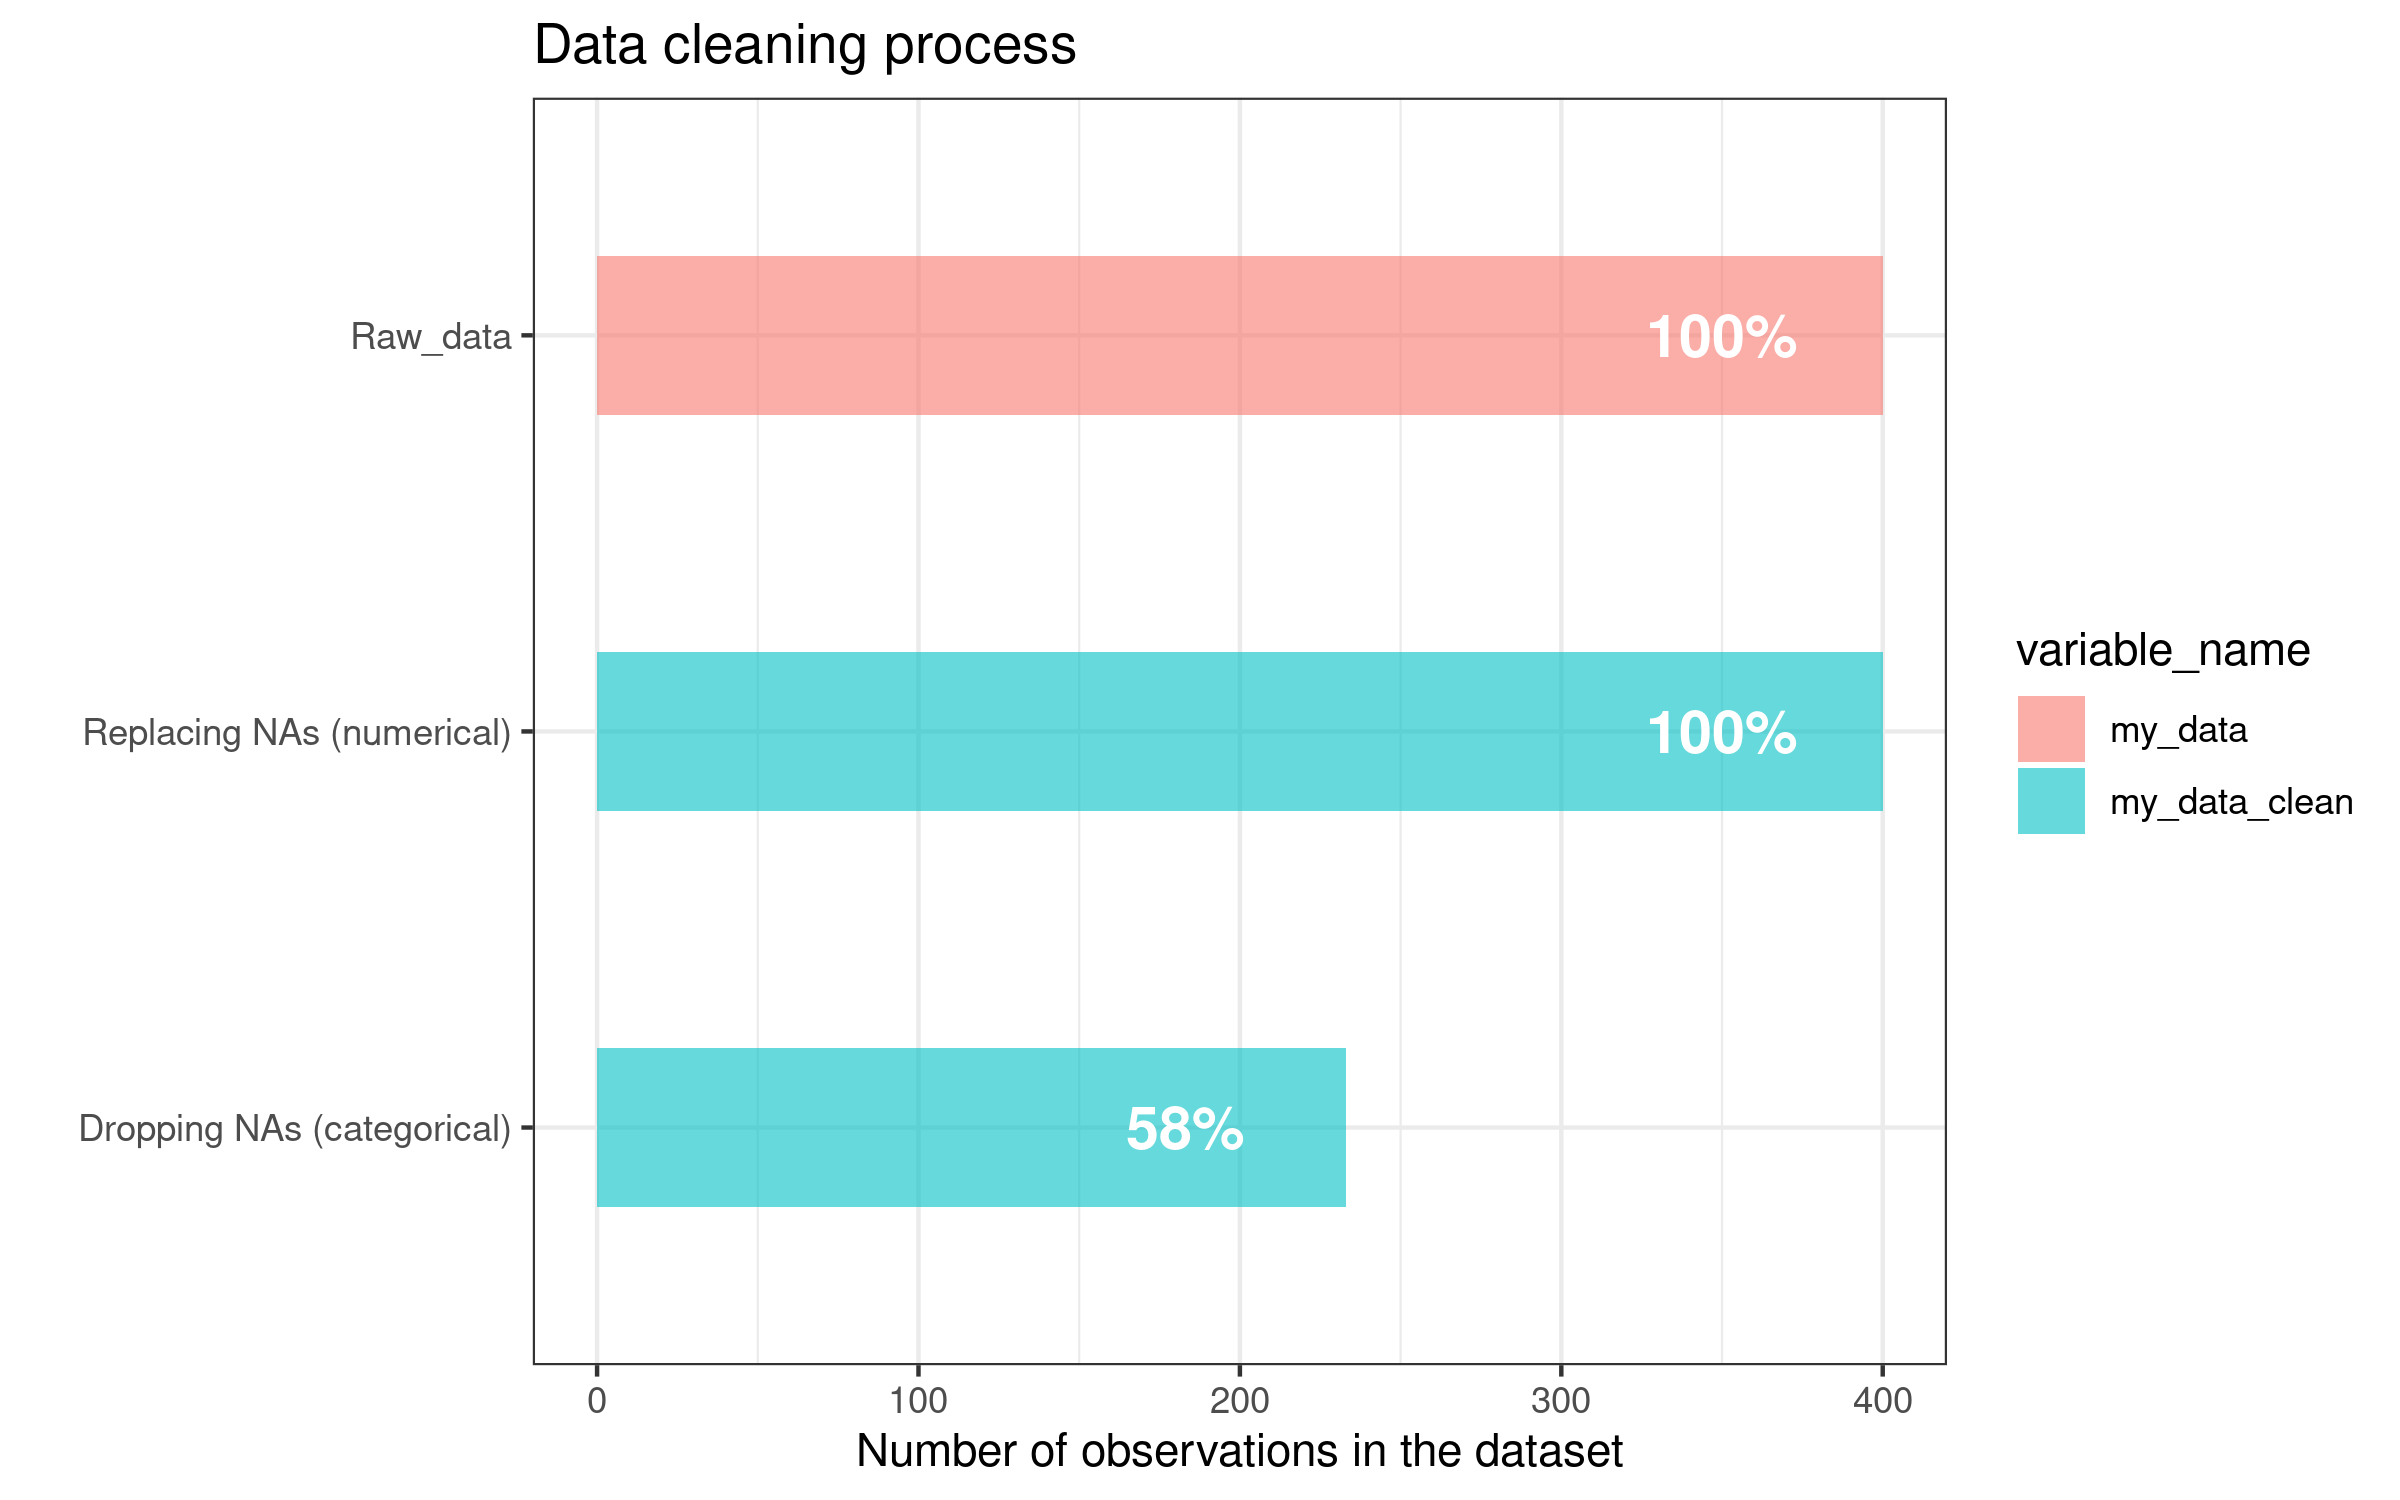 Data cleaning process
Raw_data
100%
Replacing NAs (numerical)
100%
Dropping NAs (categorical)
58%
0 100 200 300 400
Number of observations in the dataset
variable_name
my_data
my_data_clean